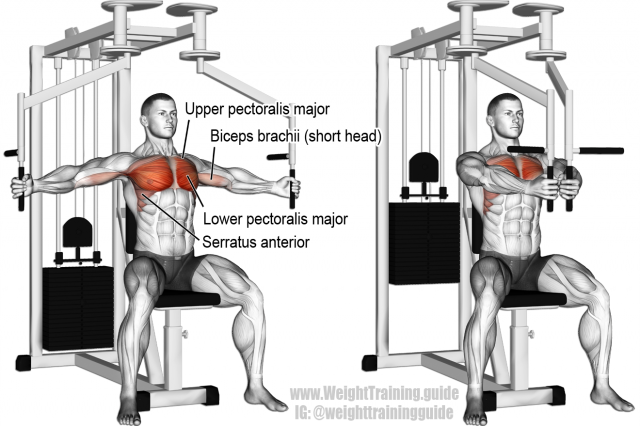 Upper pectoralis major
Biceps brachii (short head)
Lower pectoralis major
Serratus anterior
www.WeightTraining.guide
IG: @weighttrainingguide